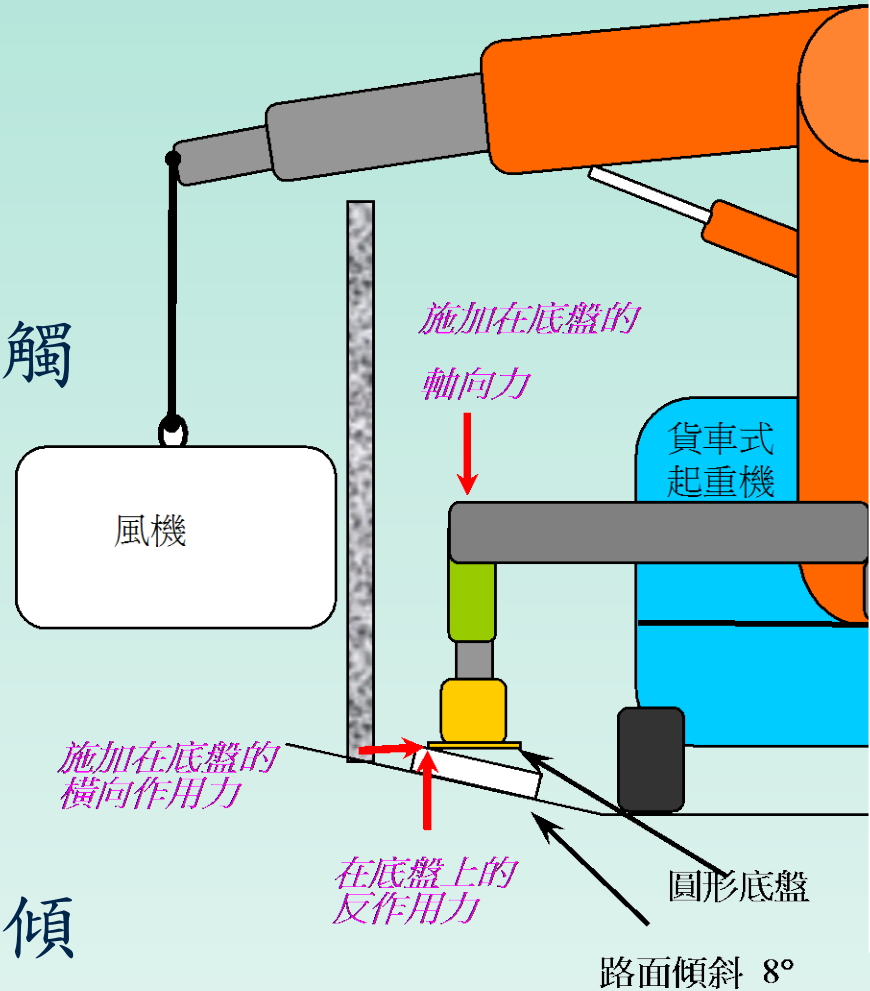 施加在底盤的
軸向力
觸
貨車式
起重機
風機
施加在底盤的
橫向作用力
在底盤上的
反作用力
圓形底盤
傾
路面傾斜 8°